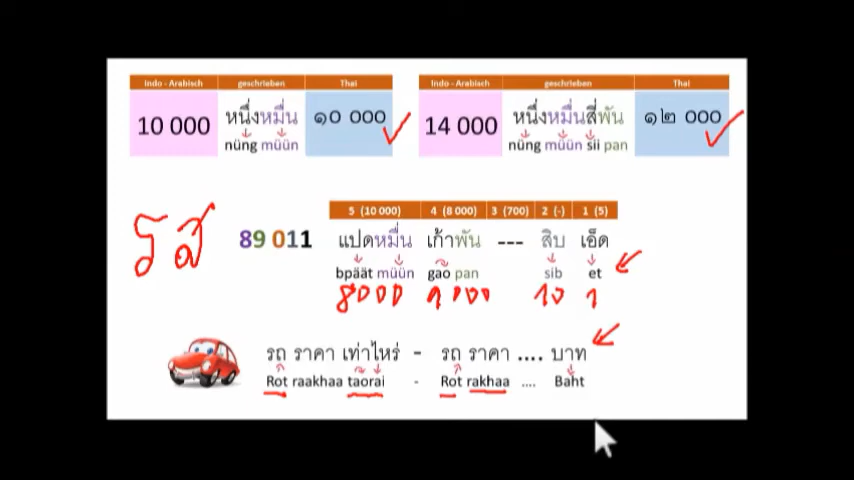 Indo - Arabisch geschrieben Thai Indo - Arabisch geschrieben Thai
10 000 หนึ่งหมื่น ๑๐ ๐๐๐ 14 000 หนึ่งหมื่นสี่พัน ๑๒ ๐๐๐
nüng müün nüng müün sii pan
5 (10 000) 4 (8 000) 3 (700) 2 (-) 1 (5)
89 011 แปดหมื่น เก้าพัน --- สิบ เอ็ด
bpäät müün gao pan sib et
8000 1000 10 1
รถ ราคา เท่าไหร่ - รถ ราคา .... บาท
Rot raakhaa taorai - Rot rakhaa .... Baht